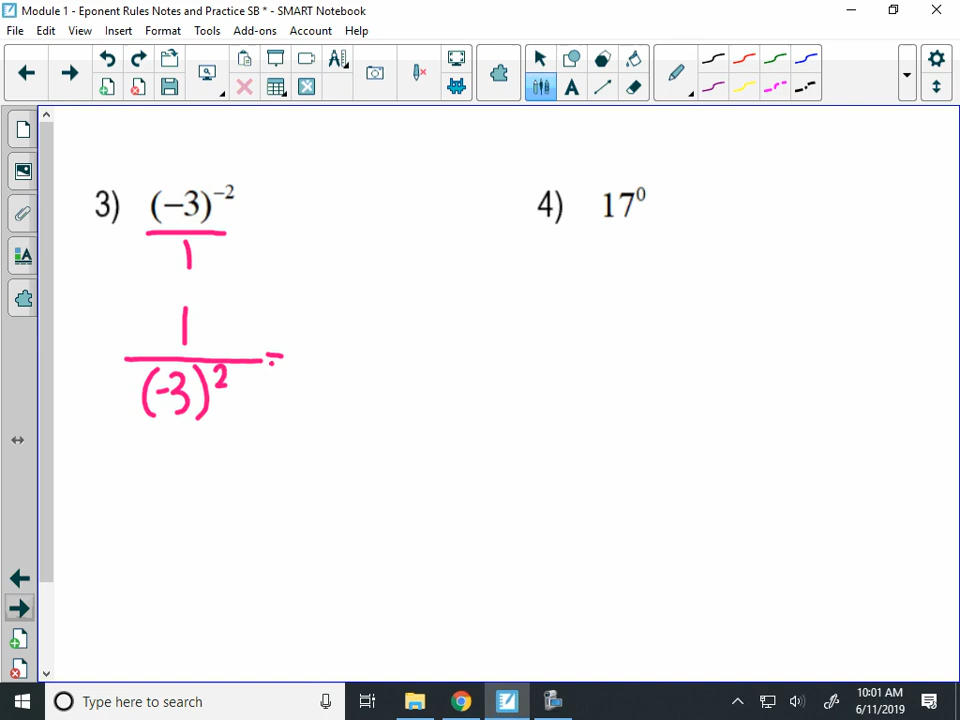 Module 1 - Eponent Rules Notes and Practice SB * - SMART Notebook
File Edit View Insert Format Tools Add-ons Account Help
3) (−3)⁻² 4) 17⁰
1
1
(-3)² =
Type here to search
10:01 AM
6/11/2019